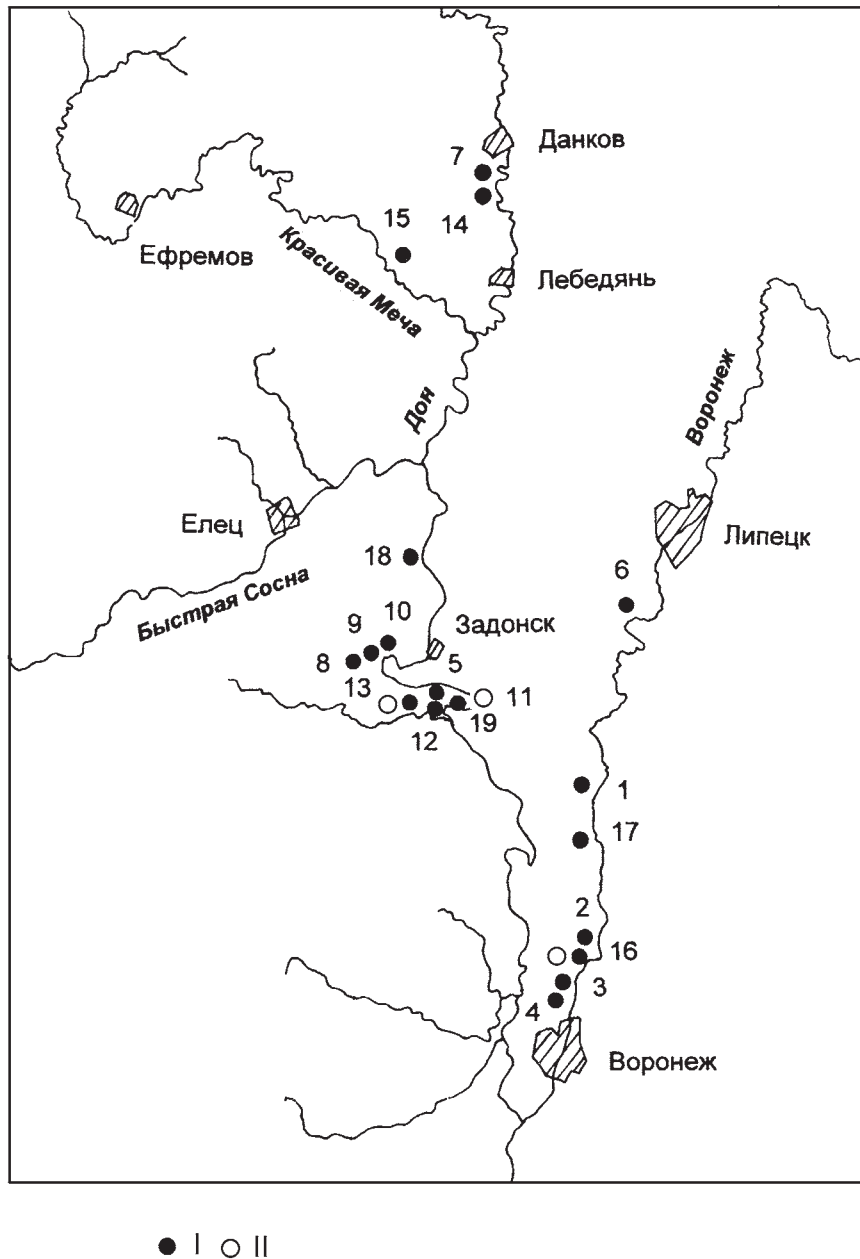 Данков
7
14
15
Ефремов
Красивая Меча
Лебедянь
Воронеж
Дон
Елец
Липецк
18
6
Быстрая Сосна
10
9
Задонск
8
5
13
11
19
12
1
17
2
16
3
4
Воронеж
I II